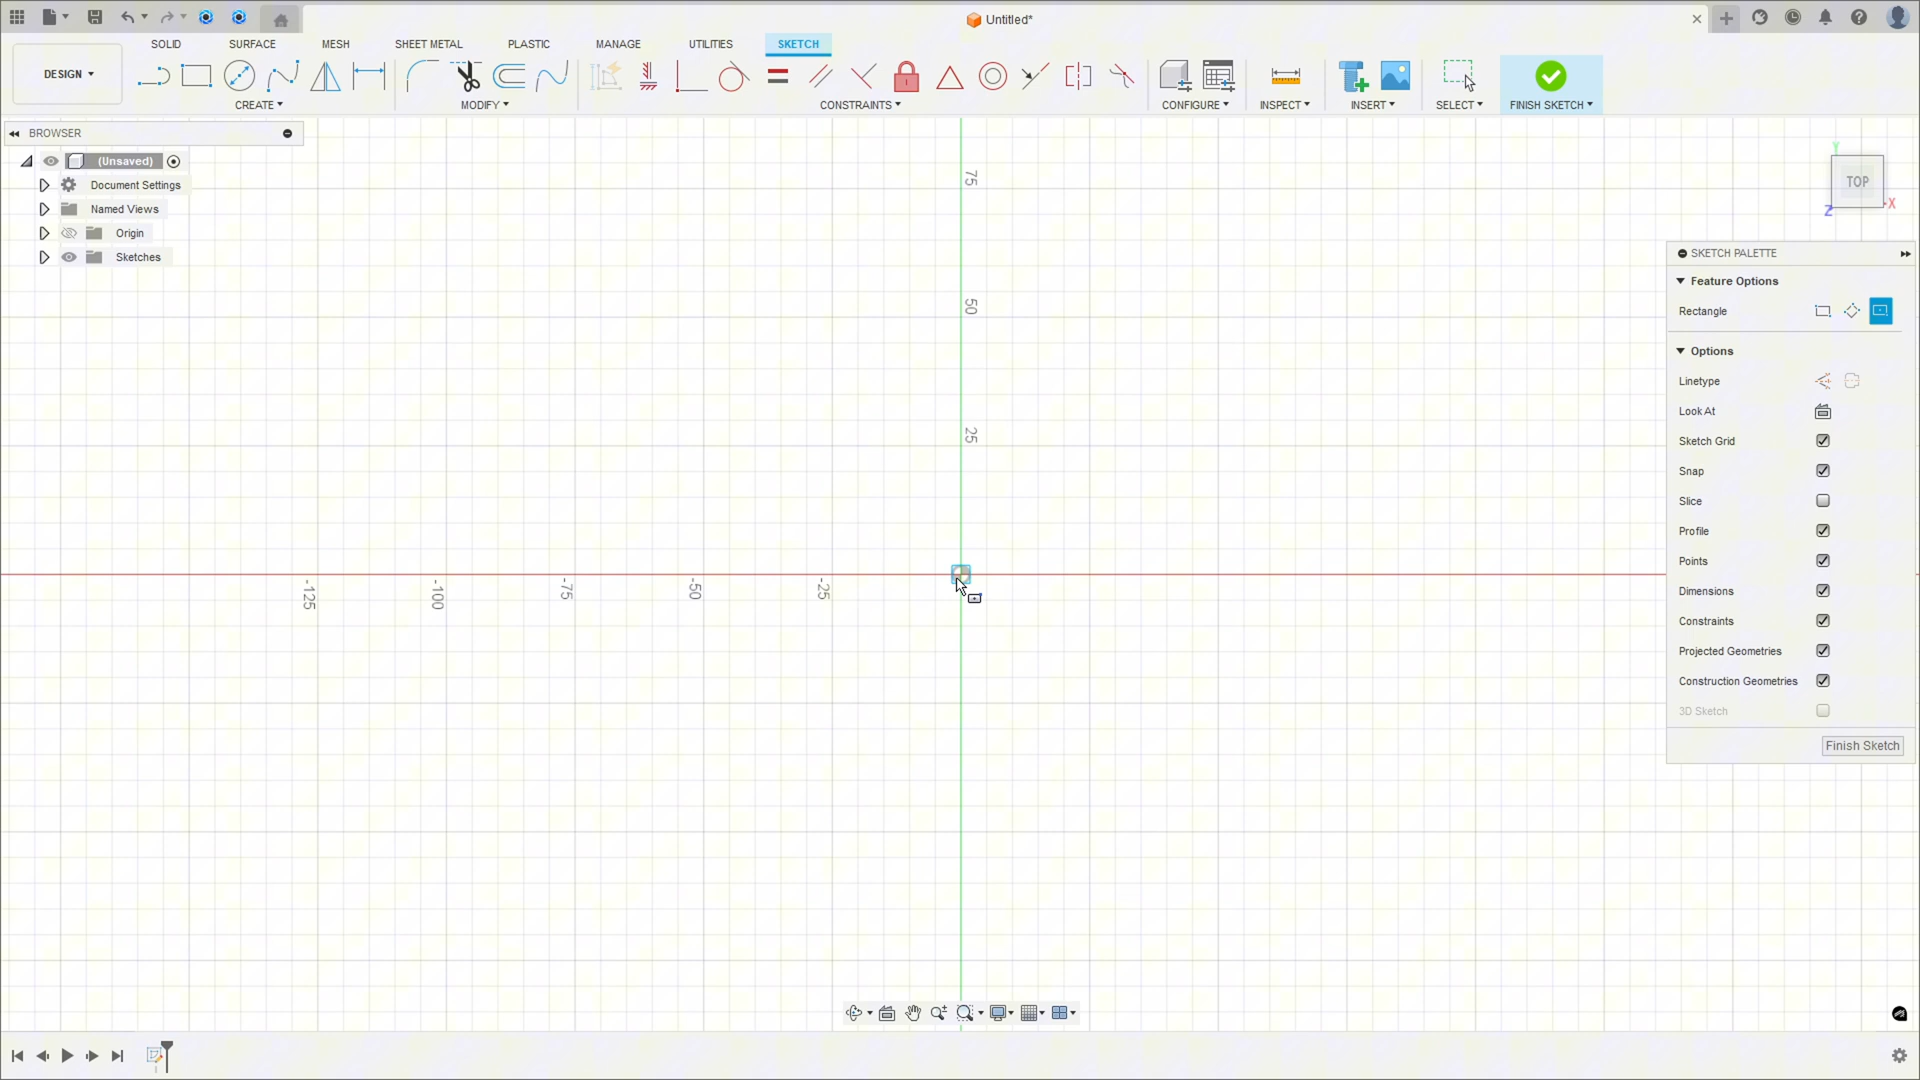 Untitled*
SOLID SURFACE MESH SHEET METAL PLASTIC MANAGE UTILITIES SKETCH
DESIGN
CREATE MODIFY CONSTRAINTS CONFIGURE INSPECT INSERT SELECT FINISH SKETCH
BROWSER
(Unsaved)
Document Settings
Named Views
Origin
Sketches
75
50
25
-125 -100 -75 -50 -25
Y
TOP
Z
X
SKETCH PALETTE
Feature Options
Rectangle
Options
Linetype
Look At
Sketch Grid
Snap
Slice
Profile
Points
Dimensions
Constraints
Projected Geometries
Construction Geometries
3D Sketch
Finish Sketch